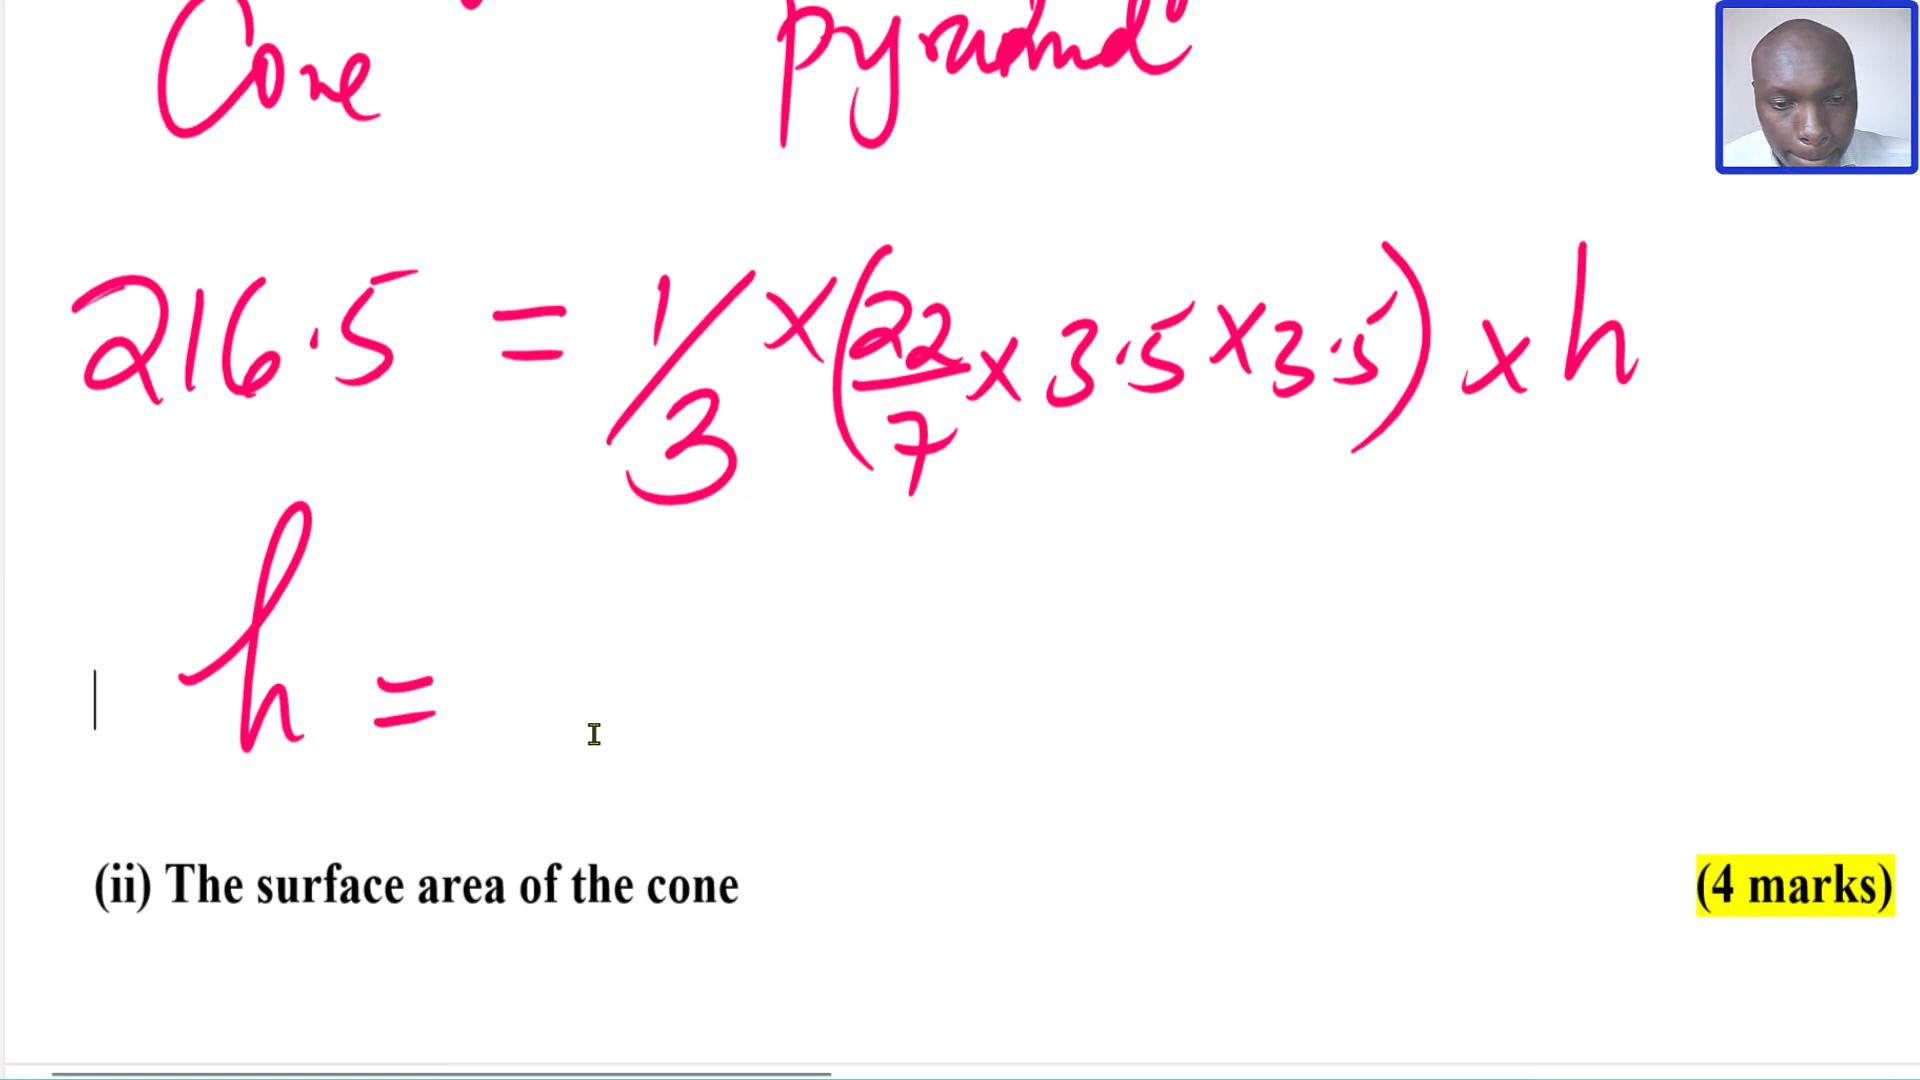 Cone pyramid
216.5 = 1/3 × (22/7 × 3.5 × 3.5) × h
h =
(ii) The surface area of the cone (4 marks)